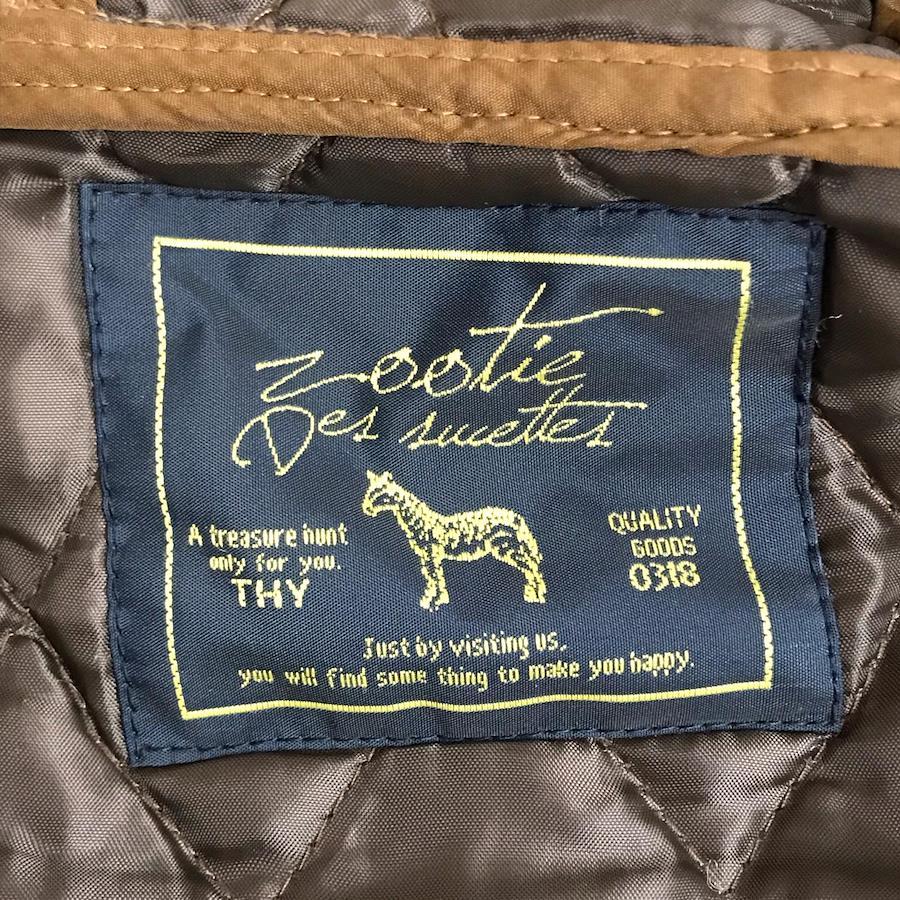 Zootie
Des sucettes
A treasure hunt
only for you.
THY
QUALITY
GOODS
0318
Just by visiting us,
you will find some thing to make you happy.